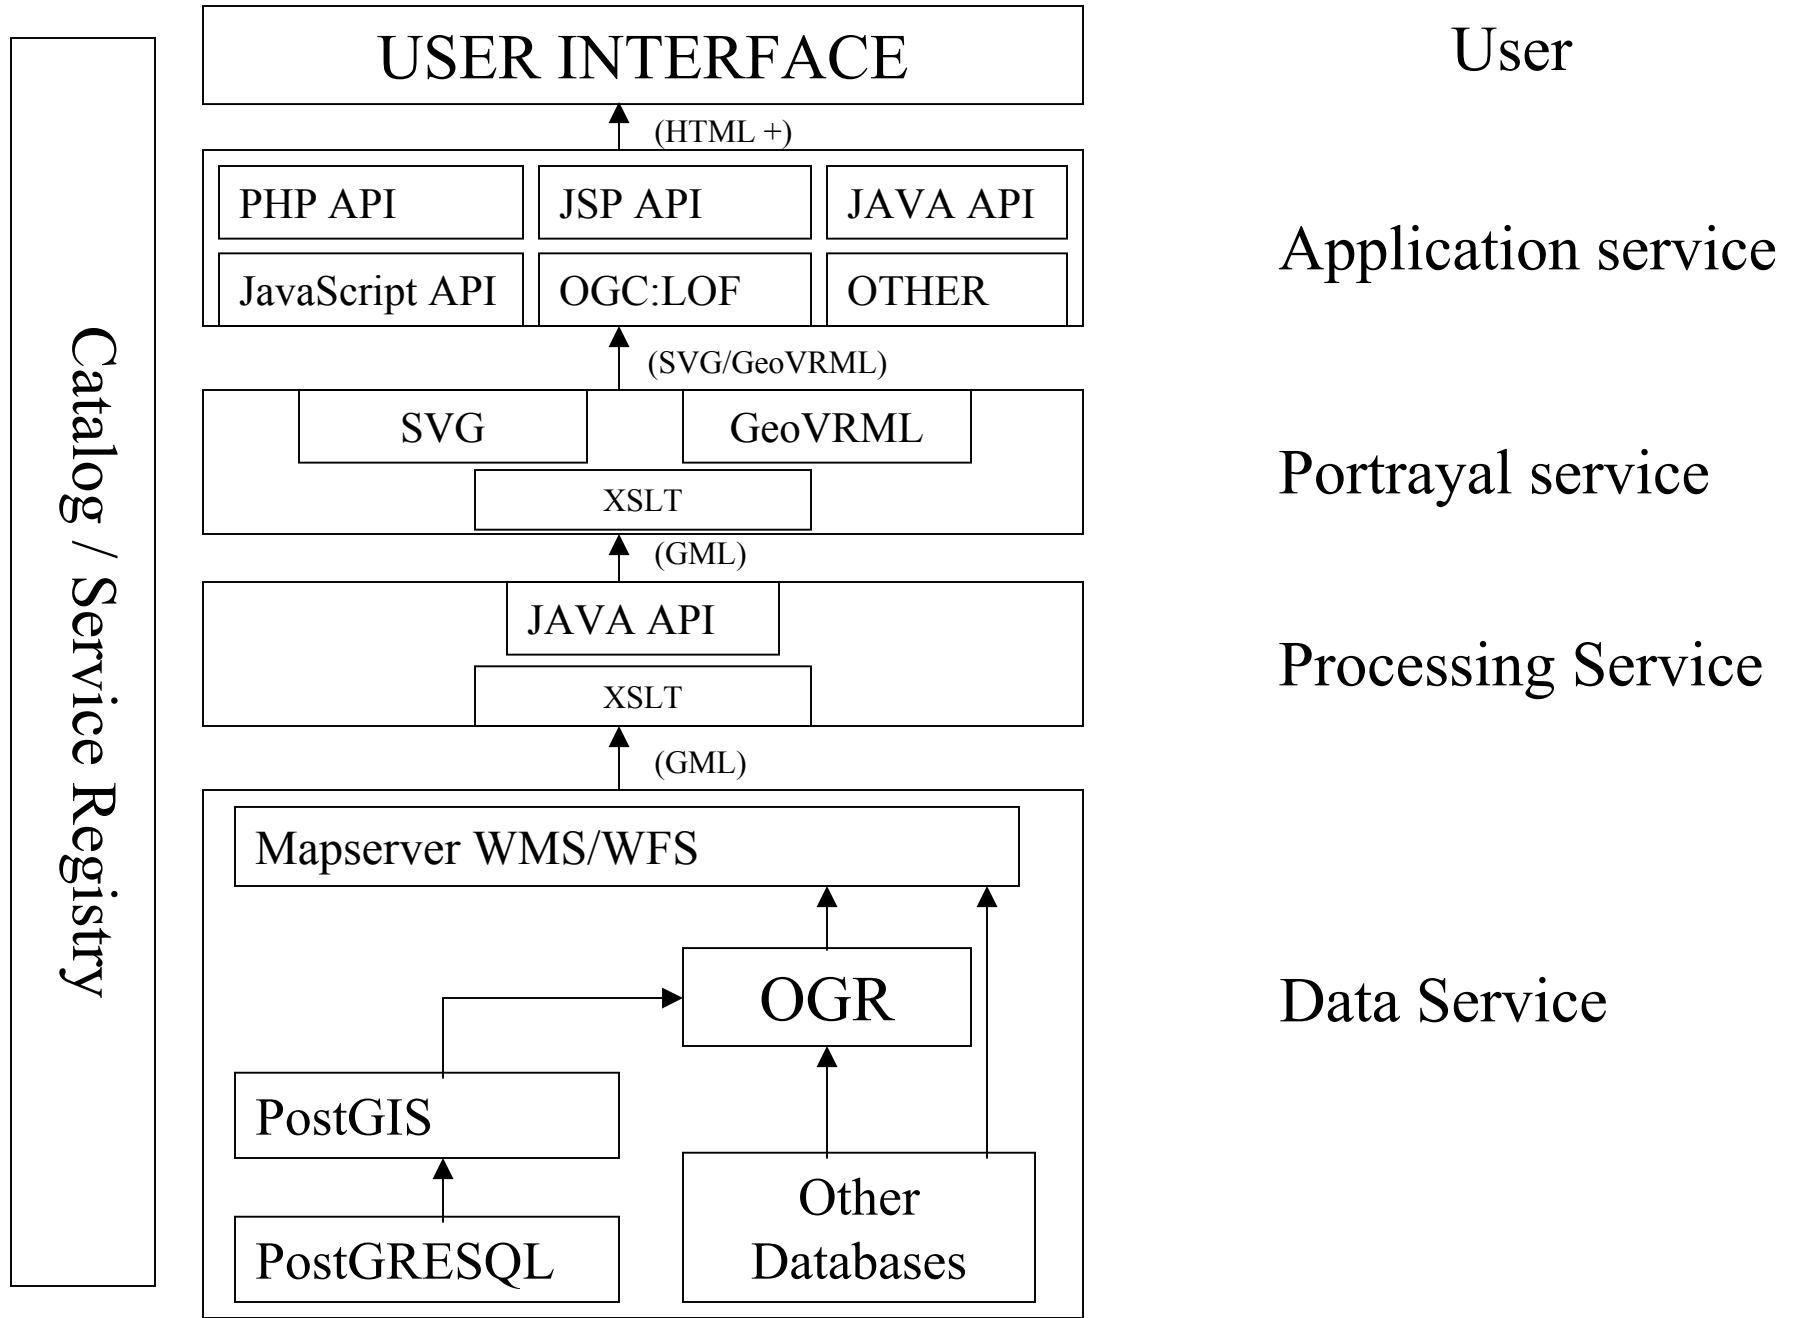 USER INTERFACE
User
(HTML +)
PHP API
JSP API
JAVA API
JavaScript API
OGC:LOF
OTHER
Application service
(SVG/GeoVRML)
SVG
GeoVRML
XSLT
Portrayal service
(GML)
JAVA API
XSLT
Processing Service
(GML)
Mapserver WMS/WFS
OGR
PostGIS
Other
Databases
PostGRESQL
Data Service
Catalog / Service Registry